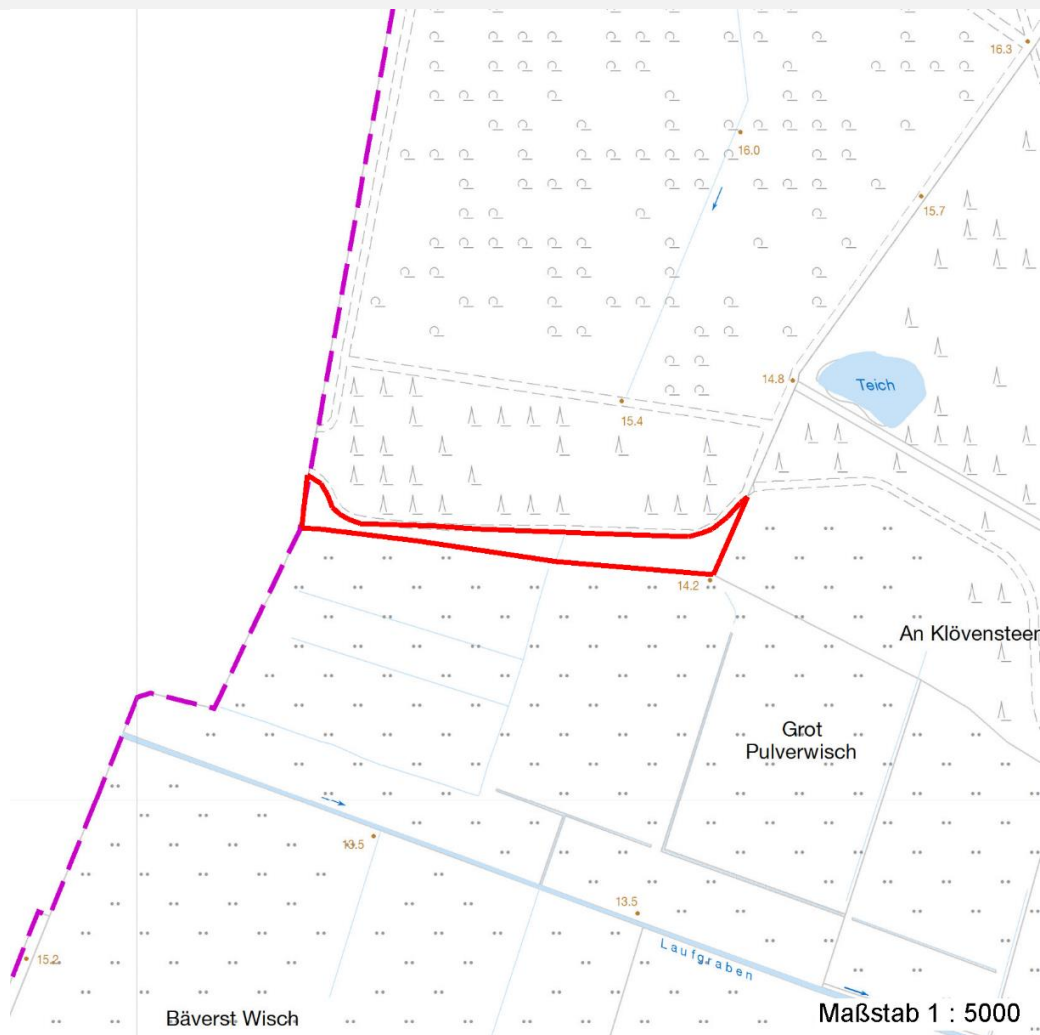 16.3
16.0
15.7
14.8
Teich
15.4
14.2
An Klövensteen
Grot
Pulverwisch
13.5
13.5
Laufgraben
15.2
Bäverst Wisch
Maßstab 1 : 5000